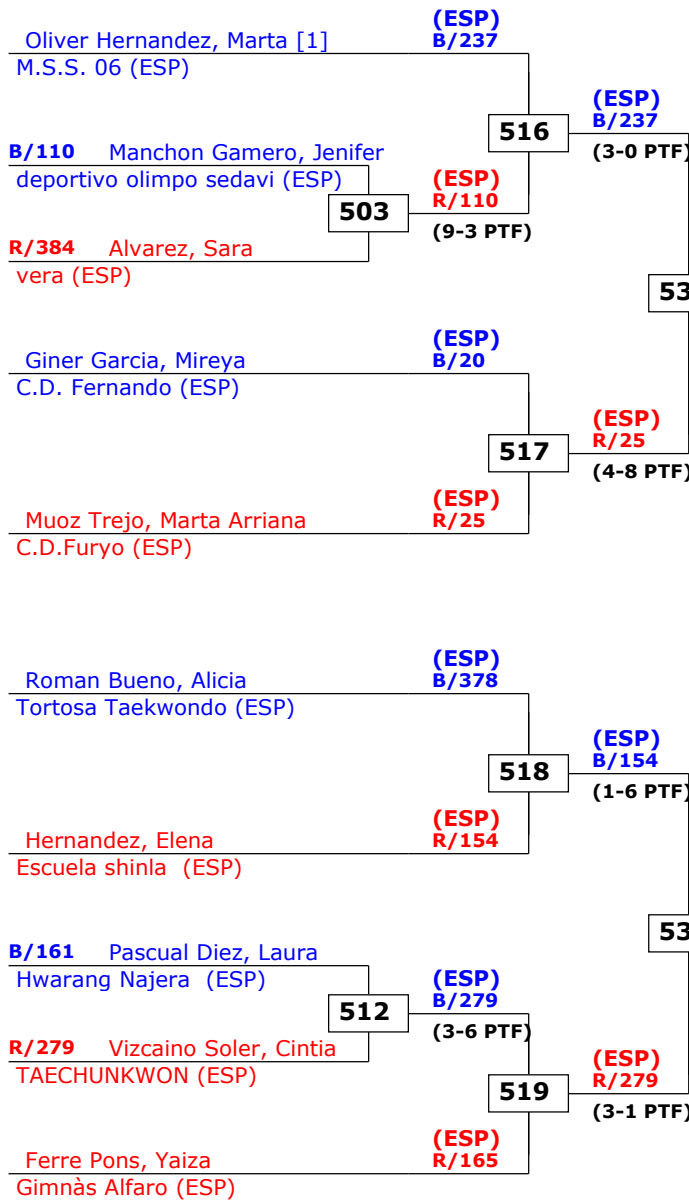 (ESP)
Oliver Hernandez, Marta [1] B/237
M.S.S. 06 (ESP)
(ESP)
516 B/237
B/110 Manchon Gamero, Jenifer (3-0 PTF)
deportivo olimpo sedavi (ESP) (ESP)
503 R/110
R/384 Alvarez, Sara (9-3 PTF)
vera (ESP)
53
(ESP)
Giner Garcia, Mireya B/20
C.D. Fernando (ESP)
(ESP)
517 R/25
(4-8 PTF)
(ESP)
Muoz Trejo, Marta Arriana R/25
C.D.Furyo (ESP)
(ESP)
Roman Bueno, Alicia B/378
Tortosa Taekwondo (ESP)
(ESP)
518 B/154
(1-6 PTF)
(ESP)
Hernandez, Elena R/154
Escuela shinla (ESP)
53
B/161 Pascual Diez, Laura
Hwarang Najera (ESP) (ESP)
512 B/279
(3-6 PTF)
R/279 Vizcaino Soler, Cintia (ESP)
TAECHUNKWON (ESP) R/279
519 (3-1 PTF)
(ESP)
Ferre Pons, Yaiza R/165
Gimnàs Alfaro (ESP)